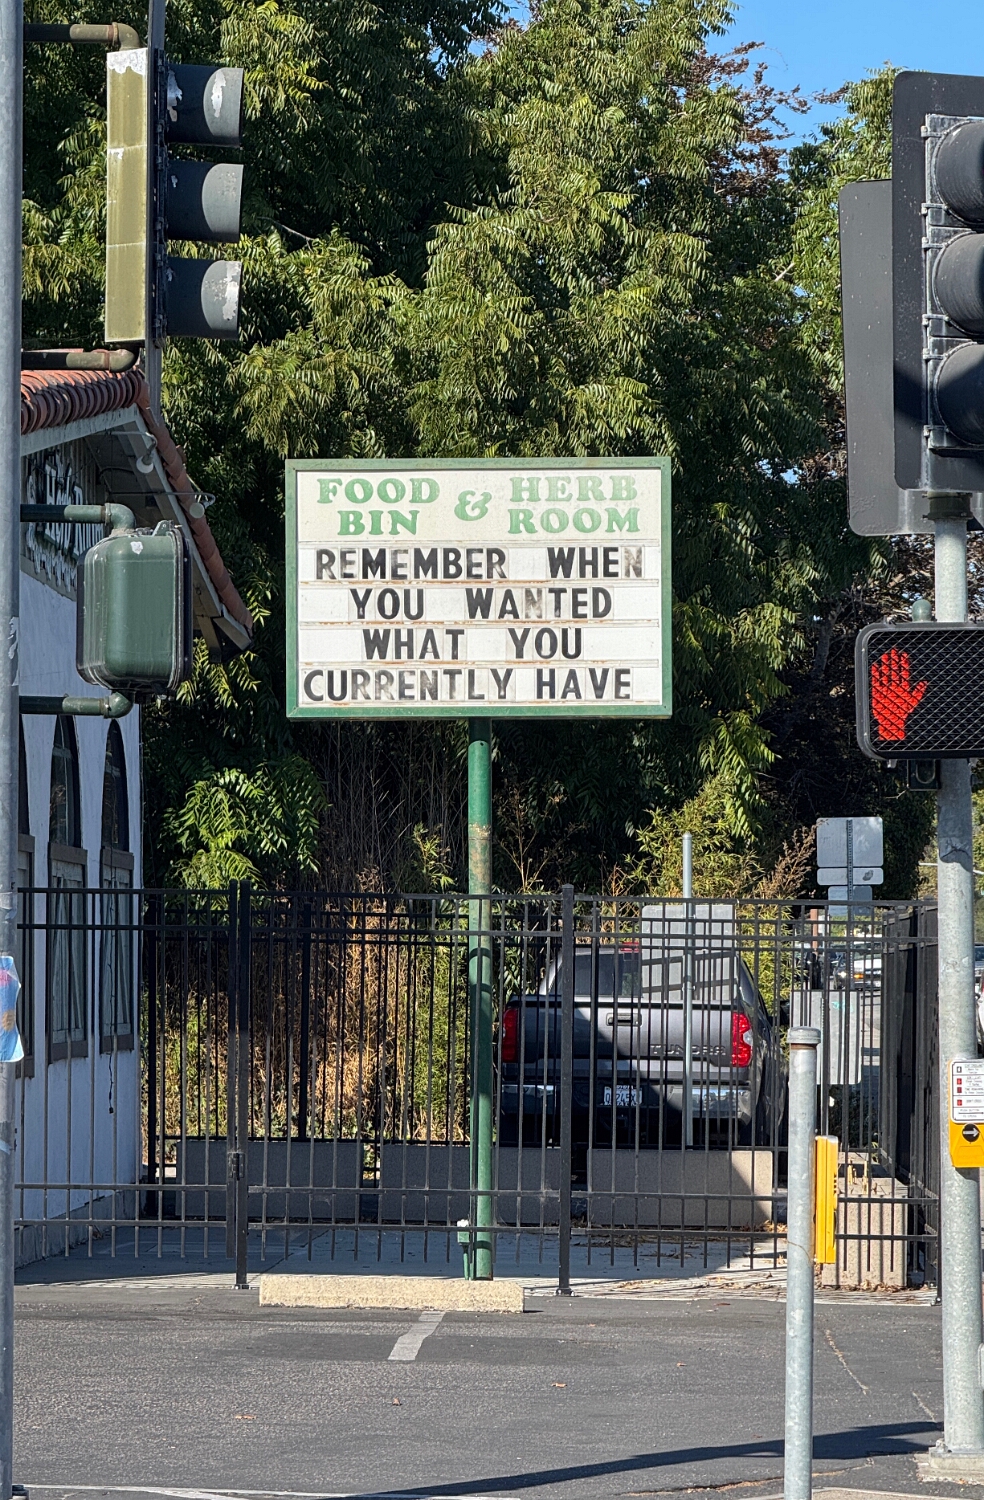 FOOD & HERB
BIN ROOM
REMEMBER WHEN
YOU WANTED
WHAT YOU
CURRENTLY HAVE